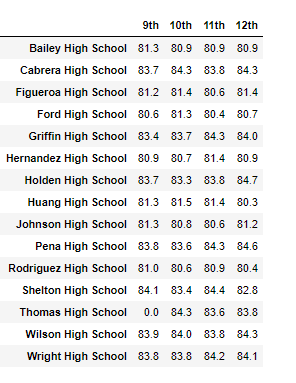 9th 10th 11th 12th
Bailey High School 81.3 80.9 80.9 80.9
Cabrera High School 83.7 84.3 83.8 84.3
Figueroa High School 81.2 81.4 80.6 81.4
Ford High School 80.6 81.3 80.4 80.7
Griffin High School 83.4 83.7 84.3 84.0
Hernandez High School 80.9 80.7 81.4 80.9
Holden High School 83.7 83.3 83.8 84.7
Huang High School 81.3 81.5 81.4 80.3
Johnson High School 81.3 80.8 80.6 81.2
Pena High School 83.8 83.6 84.3 84.6
Rodriguez High School 81.0 80.6 80.9 80.4
Shelton High School 84.1 83.4 84.4 82.8
Thomas High School 0.0 84.3 83.6 83.8
Wilson High School 83.9 84.0 83.8 84.3
Wright High School 83.8 83.8 84.2 84.1